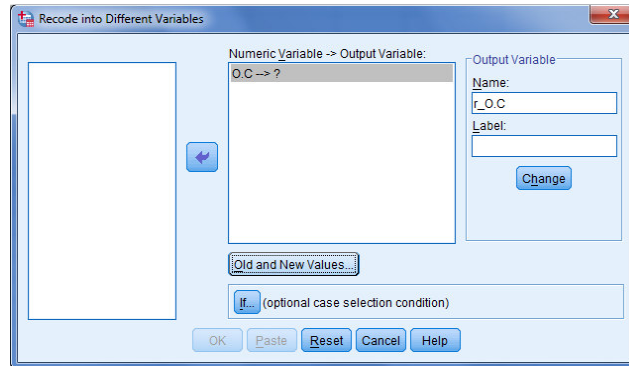 Recode into Different Variables
Numeric Variable -> Output Variable:
O.C --> ?
Output Variable
Name:
r_O.C
Label:
Change
Old and New Values...
If... (optional case selection condition)
OK Paste Reset Cancel Help